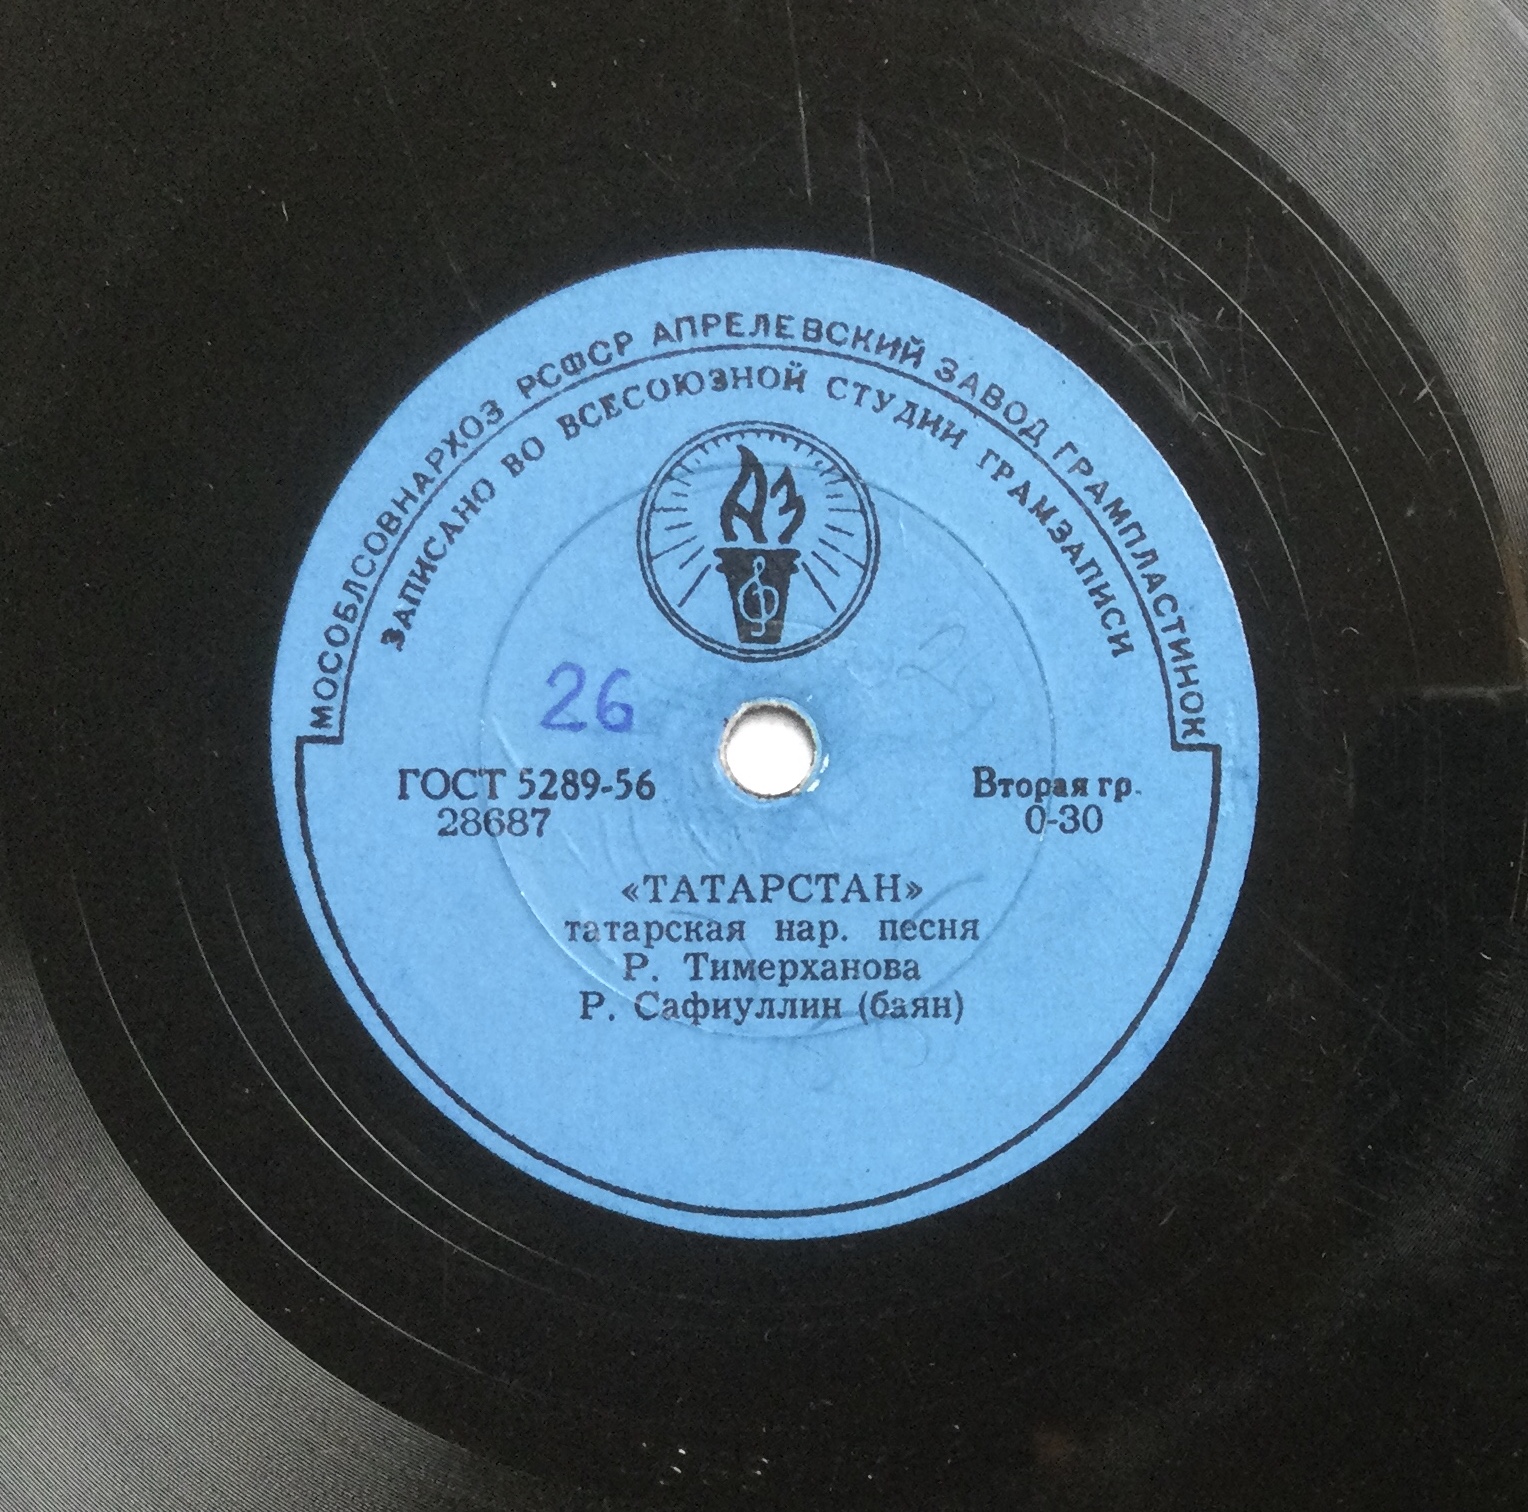 МОСОБЛСОВНАРХОЗ РСФСР АПРЕЛЕВСКИЙ ЗАВОД ГРАМПЛАСТИНОК
ЗАПИСАНО ВО ВСЕСОЮЗНОЙ СТУДИИ ГРАМЗАПИСИ
АЗ
26
ГОСТ 5289-56
28687
Вторая гр.
0-30
«ТАТАРСТАН»
татарская нар. песня
Р. Тимерханова
Р. Сафиуллин (баян)